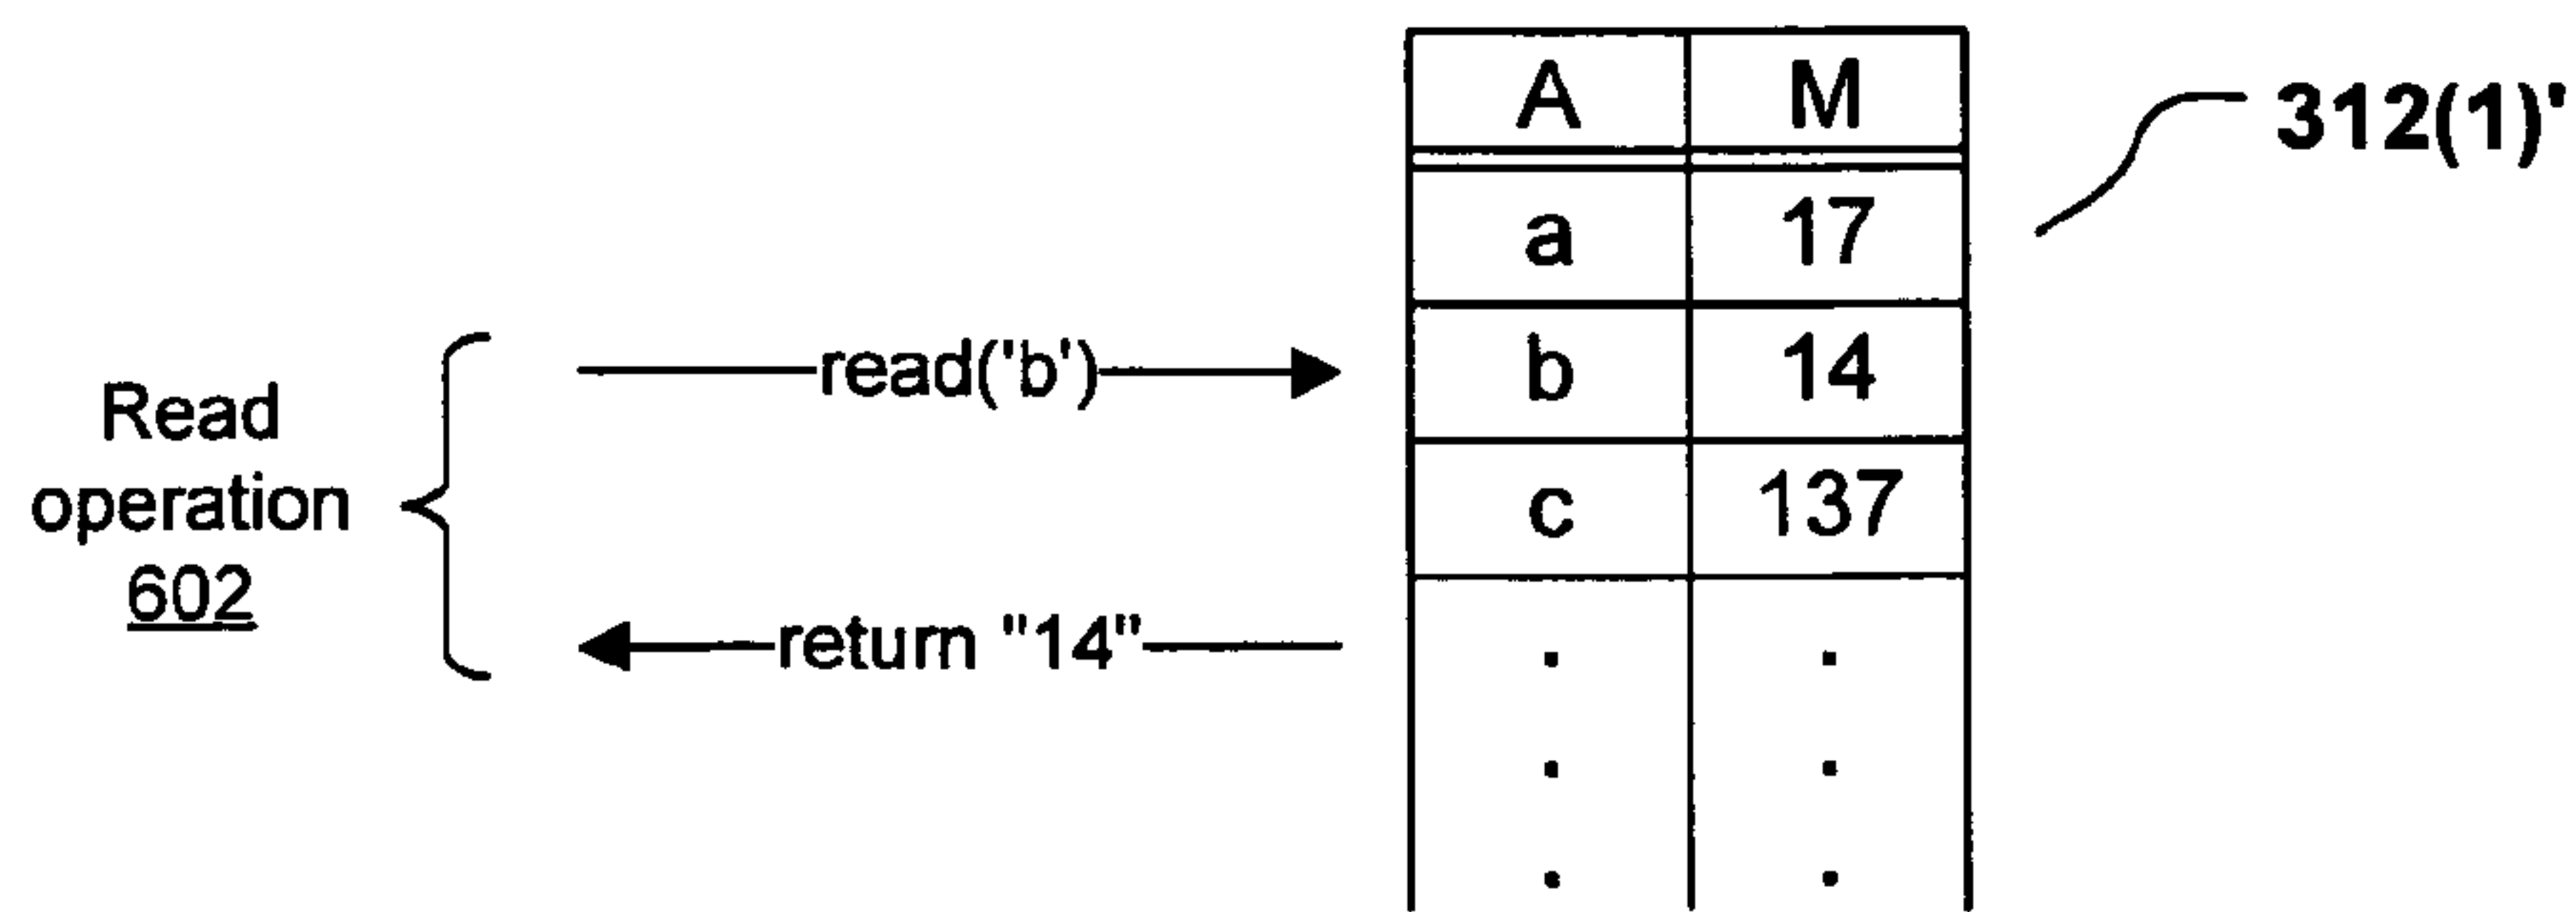 A M
312(1)'
a 17
read('b')
b 14
Read
operation
602
c 137
return "14"